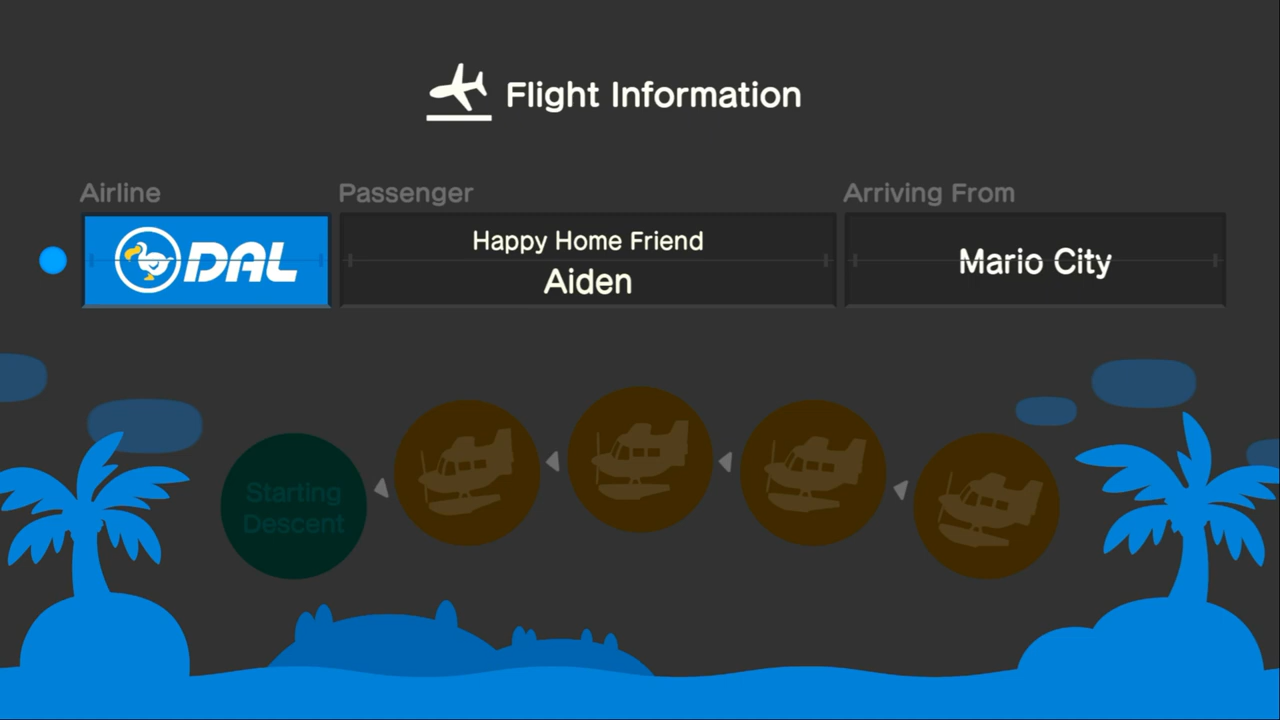 Flight Information
Airline
Passenger
Arriving From
DAL
Happy Home Friend
Aiden
Mario City
Starting
Descent